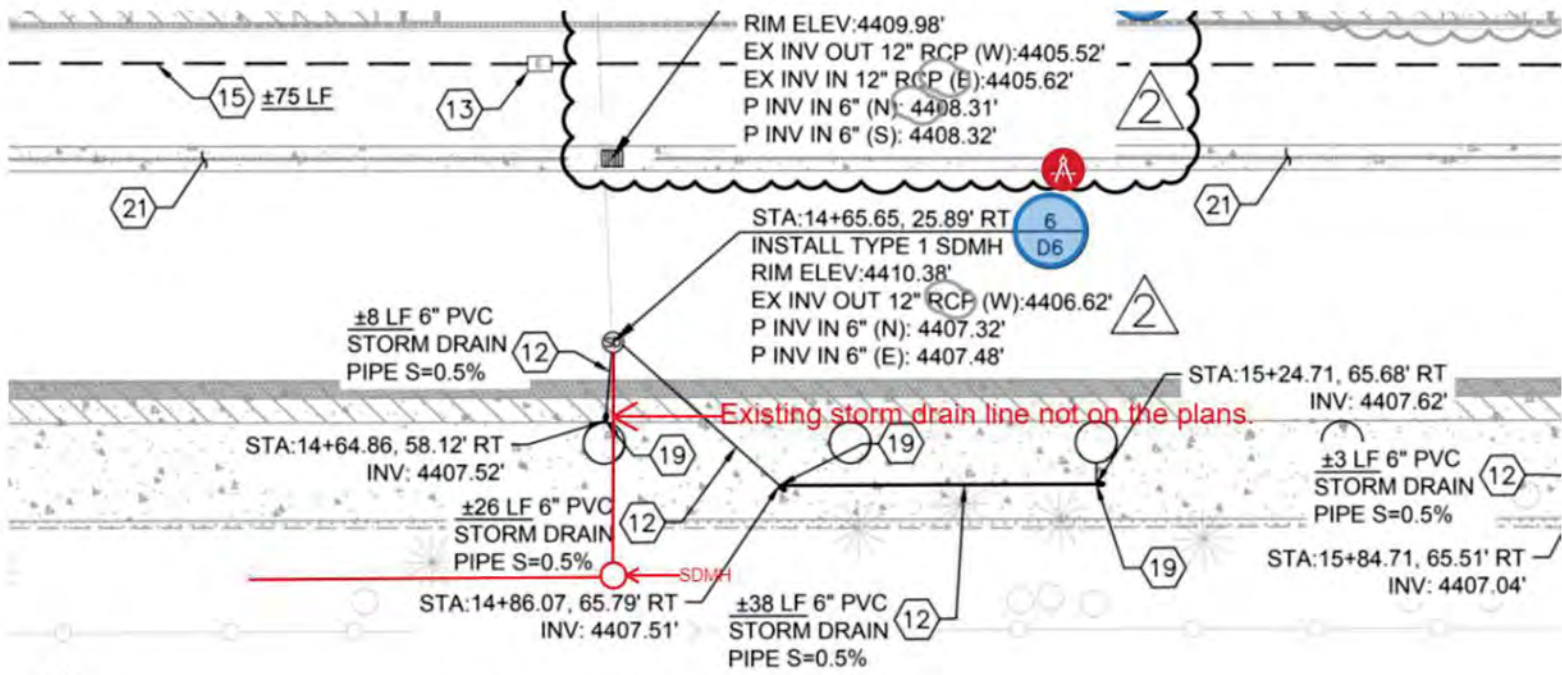 RIM ELEV:4409.98'
EX INV OUT 12" RCP (W):4405.52'
EX INV IN 12" RCP (E):4405.62'
P INV IN 6" (N): 4408.31'
P INV IN 6" (S): 4408.32'
2
15 ±75 LF
13
E
21
21
STA:14+65.65, 25.89' RT
INSTALL TYPE 1 SDMH
RIM ELEV:4410.38'
EX INV OUT 12" RCP (W):4406.62'
P INV IN 6" (N): 4407.32'
P INV IN 6" (E): 4407.48'
6
D6
2
±8 LF 6" PVC
STORM DRAIN
PIPE S=0.5%
12
SD
STA:15+24.71, 65.68' RT
INV: 4407.62'
Existing storm drain line not on the plans.
STA:14+64.86, 58.12' RT
INV: 4407.52'
19
19
±3 LF 6" PVC
STORM DRAIN
PIPE S=0.5%
12
±26 LF 6" PVC
STORM DRAIN
PIPE S=0.5%
12
SDMH
19
STA:15+84.71, 65.51' RT
INV: 4407.04'
STA:14+86.07, 65.79' RT
INV: 4407.51'
±38 LF 6" PVC
STORM DRAIN
PIPE S=0.5%
12